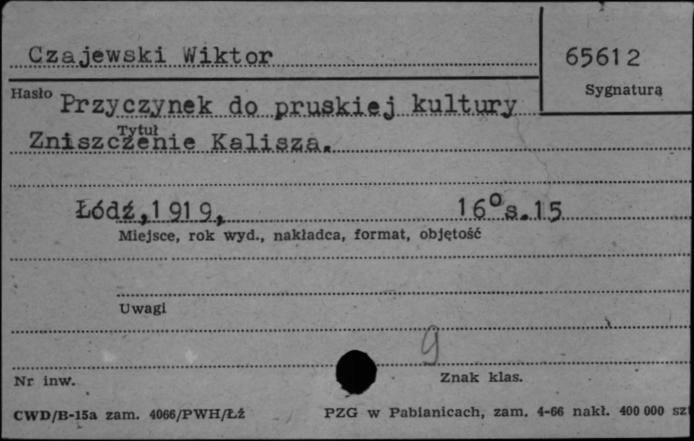 Czajewski Wiktor
65612
Sygnatura
Hasło
Przyczynek do pruskiej kultury
Tytuł
Zniszczenie Kalisza.
Łódź,1919, 16° s.15
Miejsce, rok wyd., nakładca, format, objętość
Uwagi
9
Nr inw. Znak klas.
CWD/B-15a zam. 4066/PWH/Łź PZG w Pabianicach, zam. 4-66 nakł. 400 000 szt